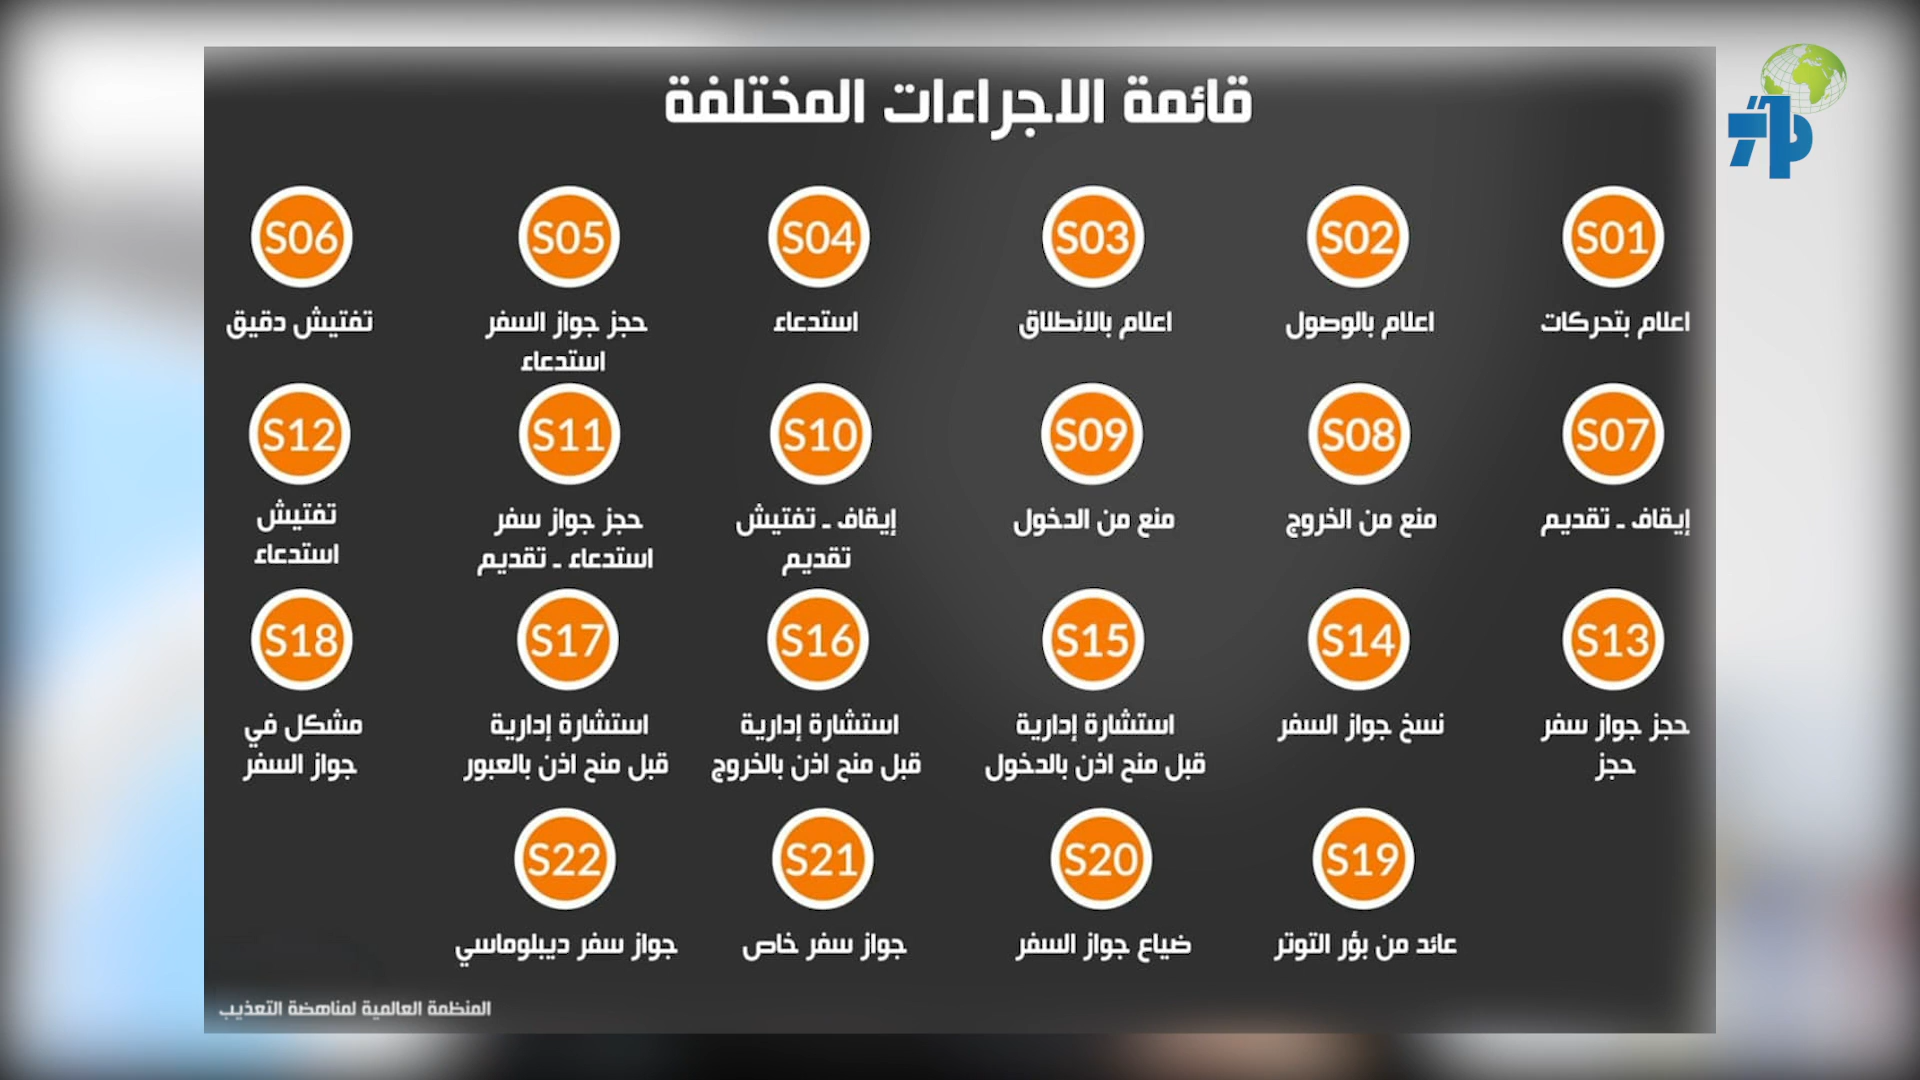 قائمة الاجراءات المختلفة
S01
اعلام بتحركات
S02
اعلام بالوصول
S03
اعلام بالانطلاق
S04
استدعاء
S05
حجز جواز السفر
استدعاء
S06
تفتيش دقيق
S07
إيقاف - تقديم
S08
منع من الخروج
S09
منع من الدخول
S10
إيقاف - تفتيش
تقديم
S11
حجز جواز سفر
استدعاء - تقديم
S12
تفتيش
استدعاء
S13
حجز جواز سفر
حجز
S14
نسخ جواز السفر
S15
استشارة إدارية
قبل منح اذن بالدخول
S16
استشارة إدارية
قبل منح اذن بالخروج
S17
استشارة إدارية
قبل منح اذن بالعبور
S18
مشكل في
جواز السفر
S19
عائد من بؤر التوتر
S20
ضياع جواز السفر
S21
جواز سفر خاص
S22
جواز سفر ديبلوماسي
المنظمة العالمية لمناهضة التعذيب